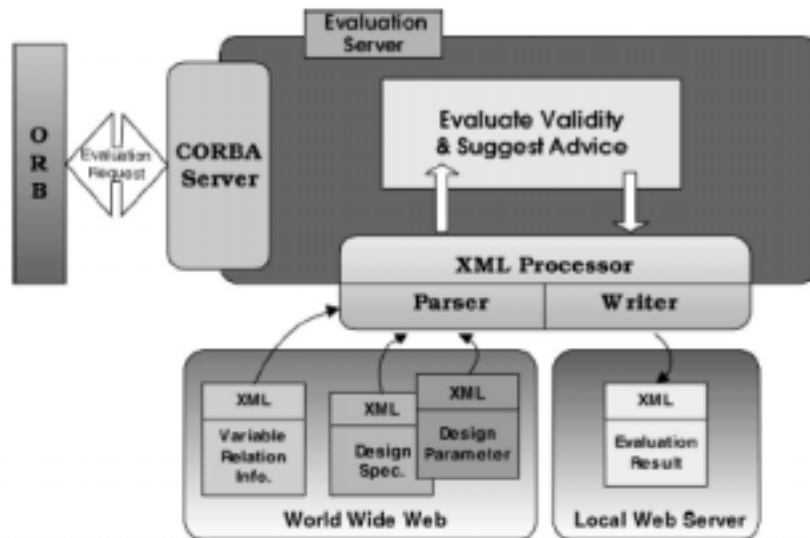 Evaluation
Server
O
R
B
Evaluation
Request
CORBA
Server
Evaluate Validity
& Suggest Advice
XML Processor
Parser
Writer
XML
Variable
Relation
Info.
XML
Design
Spec.
XML
Design
Parameter
World Wide Web
XML
Evaluation
Result
Local Web Server